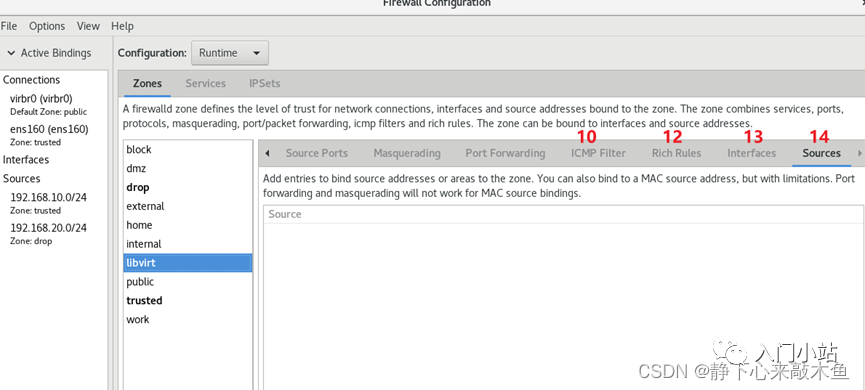 Firewall Configuration
File Options View Help
Active Bindings
Configuration: Runtime
Connections
virbr0 (virbr0)
Default Zone: public
ens160 (ens160)
Zone: trusted
Interfaces
Sources
192.168.10.0/24
Zone: trusted
192.168.20.0/24
Zone: drop
Zones Services IPSets
A firewalld zone defines the level of trust for network connections, interfaces and source addresses bound to the zone. The zone combines services, ports,
protocols, masquerading, port/packet forwarding, icmp filters and rich rules. The zone can be bound to interfaces and source addresses.
block
dmz
drop
external
home
internal
libvirt
public
trusted
work
10 12 13 14
Source Ports Masquerading Port Forwarding ICMP Filter Rich Rules Interfaces Sources
Add entries to bind source addresses or areas to the zone. You can also bind to a MAC source address, but with limitations. Port
forwarding and masquerading will not work for MAC source bindings.
Source
入门小站
CSDN @静下心来敲木鱼